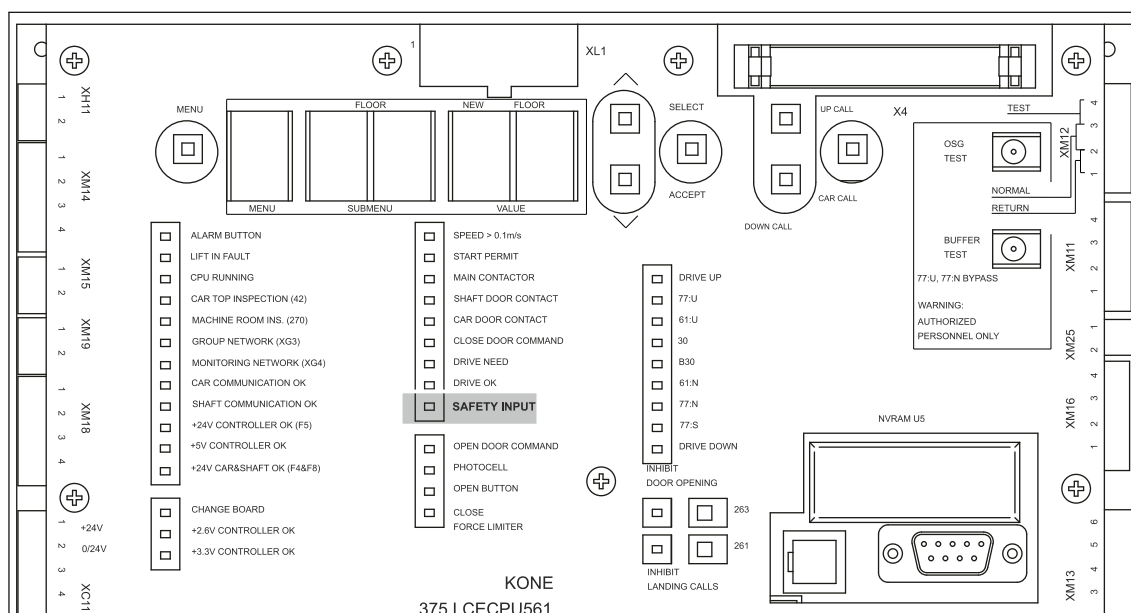 1
XL1
XH11
1
2
MENU
FLOOR
NEW FLOOR
SELECT
UP CALL
X4
TEST
4
3
2
1
XM12
OSG
TEST
NORMAL
RETURN
ACCEPT
CAR CALL
DOWN CALL
MENU
SUBMENU
VALUE
XM14
1
2
3
4
ALARM BUTTON
LIFT IN FAULT
CPU RUNNING
CAR TOP INSPECTION (42)
MACHINE ROOM INS. (270)
GROUP NETWORK (XG3)
MONITORING NETWORK (XG4)
CAR COMMUNICATION OK
SHAFT COMMUNICATION OK
+24V CONTROLLER OK (F5)
+5V CONTROLLER OK
+24V CAR&SHAFT OK (F4&F8)
CHANGE BOARD
+2.6V CONTROLLER OK
+3.3V CONTROLLER OK
SPEED > 0.1m/s
START PERMIT
MAIN CONTACTOR
SHAFT DOOR CONTACT
CAR DOOR CONTACT
CLOSE DOOR COMMAND
DRIVE NEED
DRIVE OK
SAFETY INPUT
OPEN DOOR COMMAND
PHOTOCELL
OPEN BUTTON
CLOSE
FORCE LIMITER
DRIVE UP
77:U
61:U
30
B30
61:N
77:N
77:S
DRIVE DOWN
INHIBIT
DOOR OPENING
263
261
INHIBIT
LANDING CALLS
BUFFER
TEST
77:U, 77:N BYPASS
WARNING:
AUTHORIZED
PERSONNEL ONLY
NVRAM U5
XM15
1
2
XM19
1
2
XM18
1
2
3
4
1
+24V
2
0/24V
3
4
XC11
XM11
4
3
2
1
XM25
1
2
XM16
4
3
2
1
XM13
6
5
4
3
KONE
375 LCECPU561